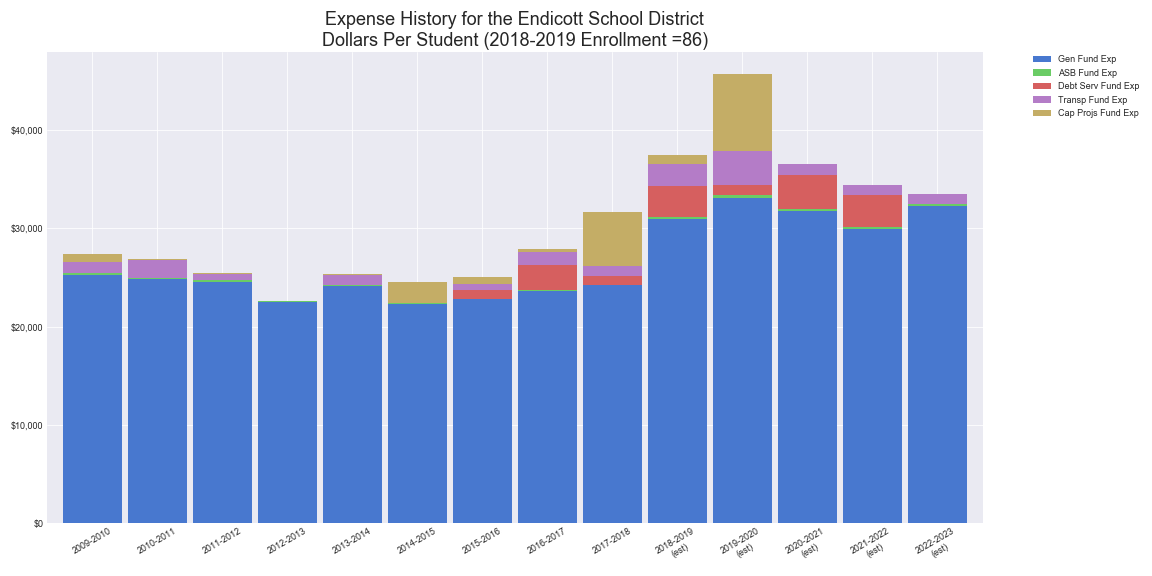 Expense History for the Endicott School District
Dollars Per Student (2018-2019 Enrollment =86)
Gen Fund Exp
ASB Fund Exp
Debt Serv Fund Exp
Transp Fund Exp
Cap Projs Fund Exp
$40,000
$30,000
$20,000
$10,000
$0
2009-2010
2010-2011
2011-2012
2012-2013
2013-2014
2014-2015
2015-2016
2016-2017
2017-2018
2018-2019
(est)
2019-2020
(est)
2020-2021
(est)
2021-2022
(est)
2022-2023
(est)